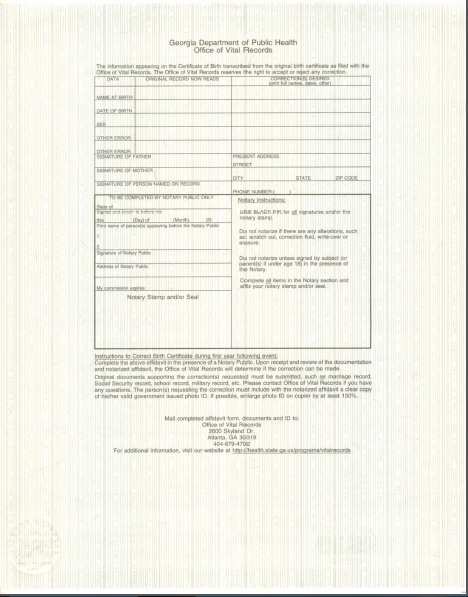 Georgia Department of Public Health
Office of Vital Records
The information appearing on the Certificate of Birth transcribed from the original birth certificate as filed with the
Office of Vital Records. The Office of Vital Records reserves the right to accept or reject any correction.
DATA ORIGINAL RECORD NOW READS CORRECTION(S) DESIRED
(print full names, dates, other)
NAME AT BIRTH
DATE OF BIRTH
SEX
OTHER ERROR
OTHER ERROR
SIGNATURE OF FATHER PRESENT ADDRESS
STREET
SIGNATURE OF MOTHER
CITY STATE ZIP CODE
SIGNATURE OF PERSON NAMED ON RECORD
PHONE NUMBER ( )
TO BE COMPLETED BY NOTARY PUBLIC ONLY
State of
Signed and sworn to before me
this (Day) of (Month), 20
Print name of person(s) appearing before the Notary Public
1.
2.
Signature of Notary Public
Address of Notary Public
My commission expires
Notary Stamp and/or Seal
Notary Instructions:
USE BLACK INK for all signatures and/or the
notary stamp.
Do not notarize if there are any alterations, such
as: scratch out, correction fluid, write-over or
erasure.
Do not notarize unless signed by subject (or
parent(s) if under age 18) in the presence of
the Notary.
Complete all items in the Notary section and
affix your notary stamp and/or seal.
Instructions to Correct Birth Certificate during first year following event:
Complete the above affidavit in the presence of a Notary Public. Upon receipt and review of the documentation
and notarized affidavit, the Office of Vital Records will determine if the correction can be made.
Original documents supporting the correction(s) requested must be submitted, such as marriage record,
Social Security record, school record, military record, etc. Please contact Office of Vital Records if you have
any questions. The person(s) requesting the correction must include with the notarized affidavit a clear copy
of his/her valid government issued photo ID. If possible, enlarge photo ID on copier by at least 150%.
Mail completed affidavit form, documents and ID to:
Office of Vital Records
2600 Skyland Dr.
Atlanta, GA 30319
404-679-4702
For additional information, visit our website at http://health.state.ga.us/programs/vitalrecords